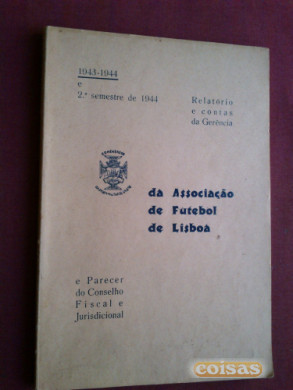 1943-1944
e
2.º semestre de 1944
Relatório
e contas
da Gerência
da Associação
de Futebol
de Lisboa
e Parecer
do Conselho
Fiscal e
Jurisdicional
coisas